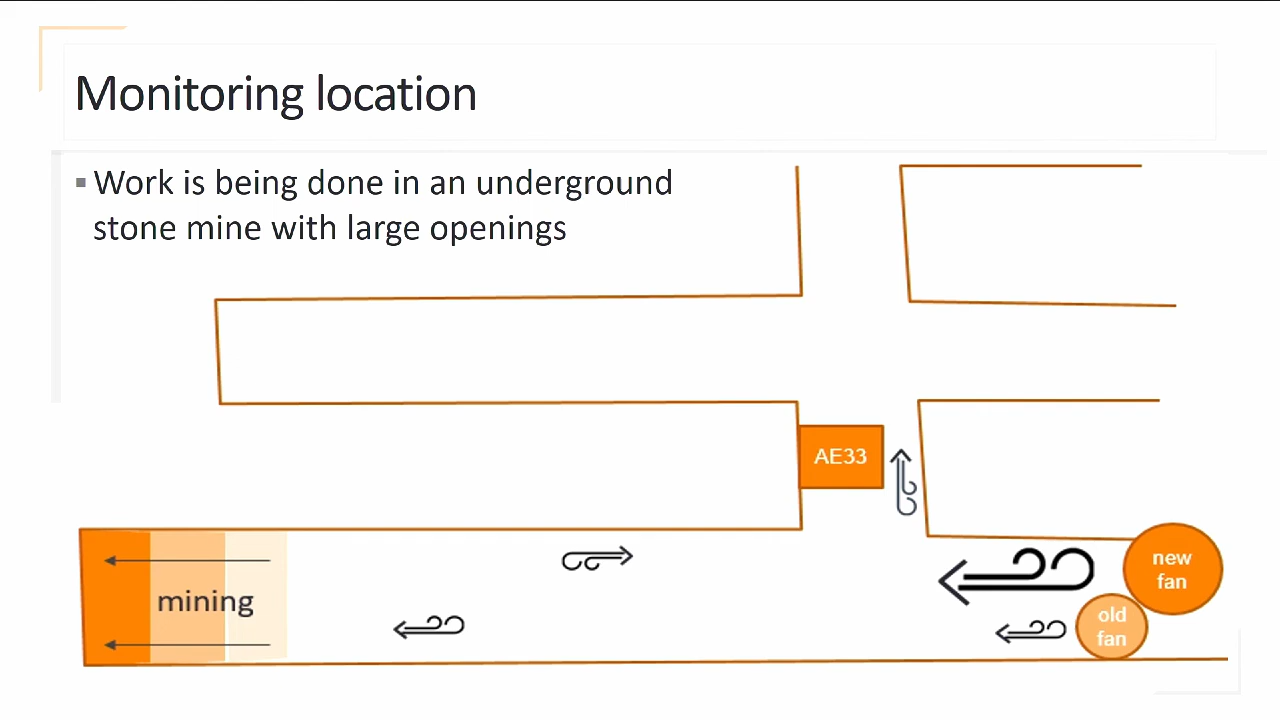 Monitoring location
▪ Work is being done in an underground
stone mine with large openings
AE33
new
fan
old
fan
mining